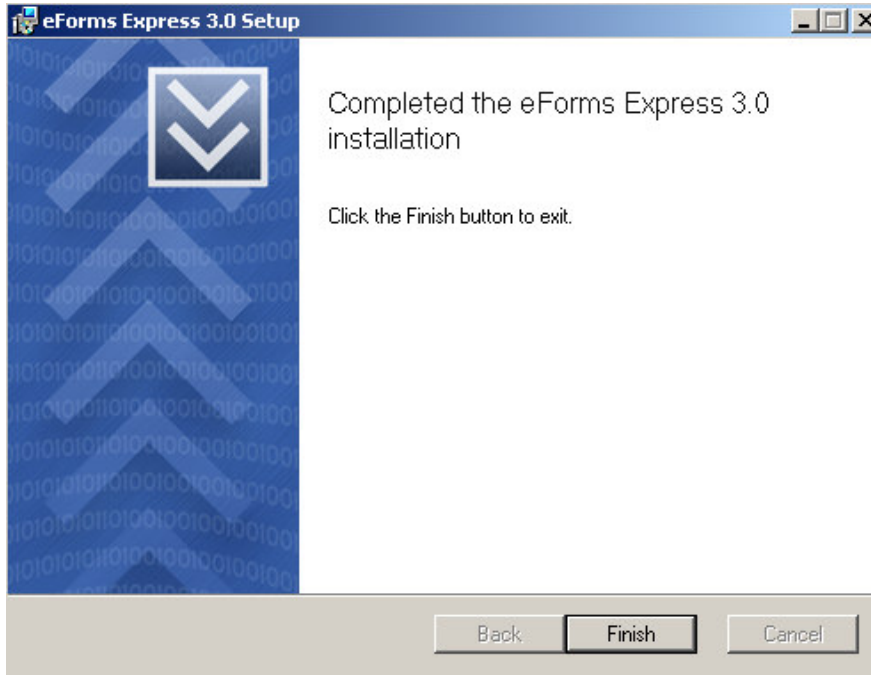 eForms Express 3.0 Setup
Completed the eForms Express 3.0
installation
Click the Finish button to exit.
Back
Finish
Cancel